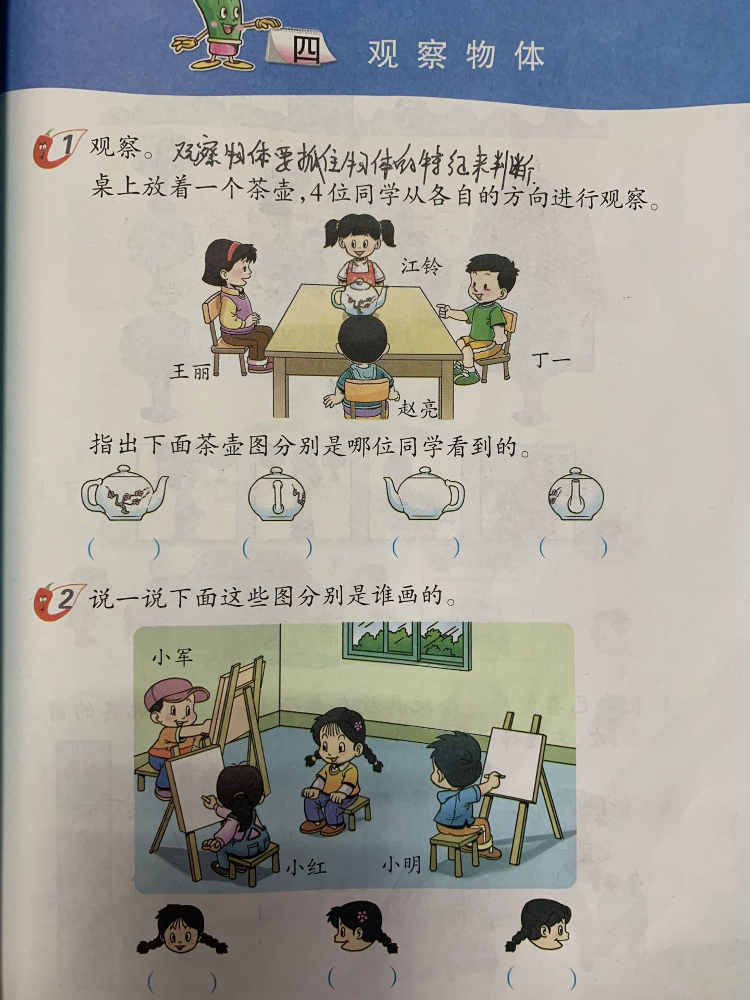 四 观察物体
1 观察。 观察物体要抓住物体的特征来判断.
桌上放着一个茶壶,4位同学从各自的方向进行观察。
江铃
王丽
丁一
赵亮
指出下面茶壶图分别是哪位同学看到的。
( ) ( ) ( ) ( )
2 说一说下面这些图分别是谁画的。
小军
小红 小明
( ) ( ) ( )